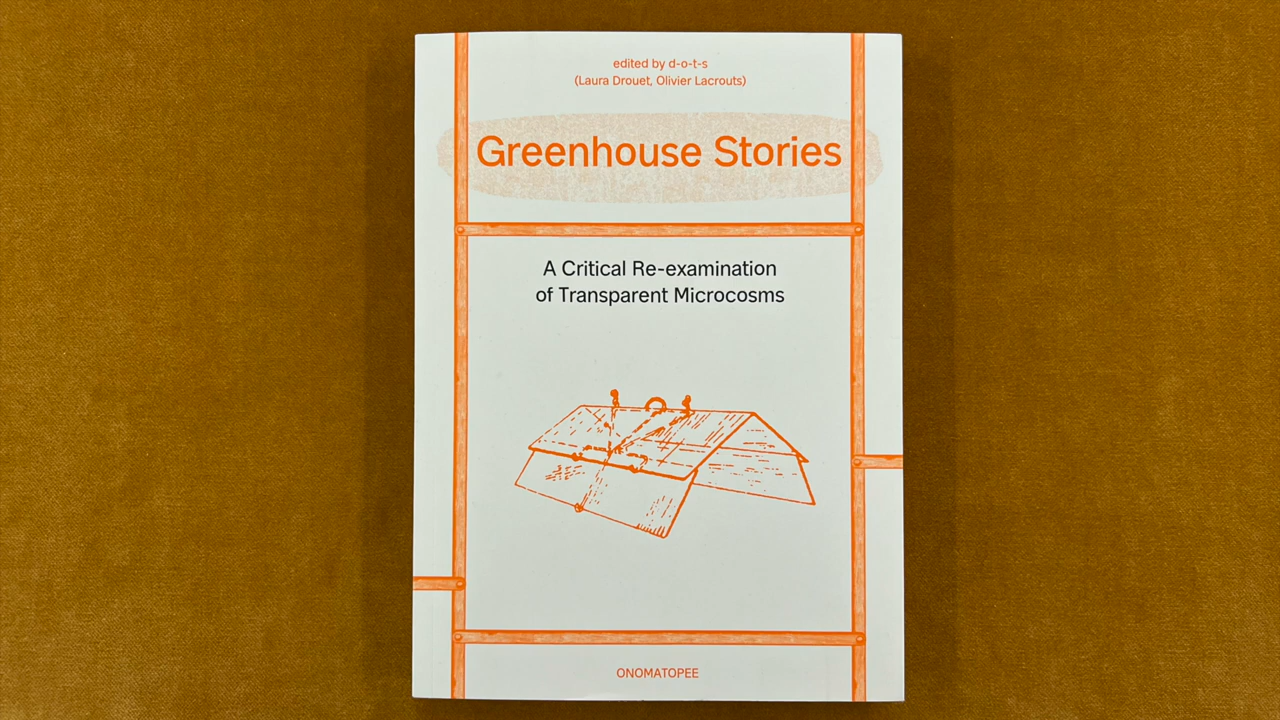 edited by d-o-t-s
(Laura Drouet, Olivier Lacrouts)
Greenhouse Stories
A Critical Re-examination
of Transparent Microcosms
ONOMATOPEE